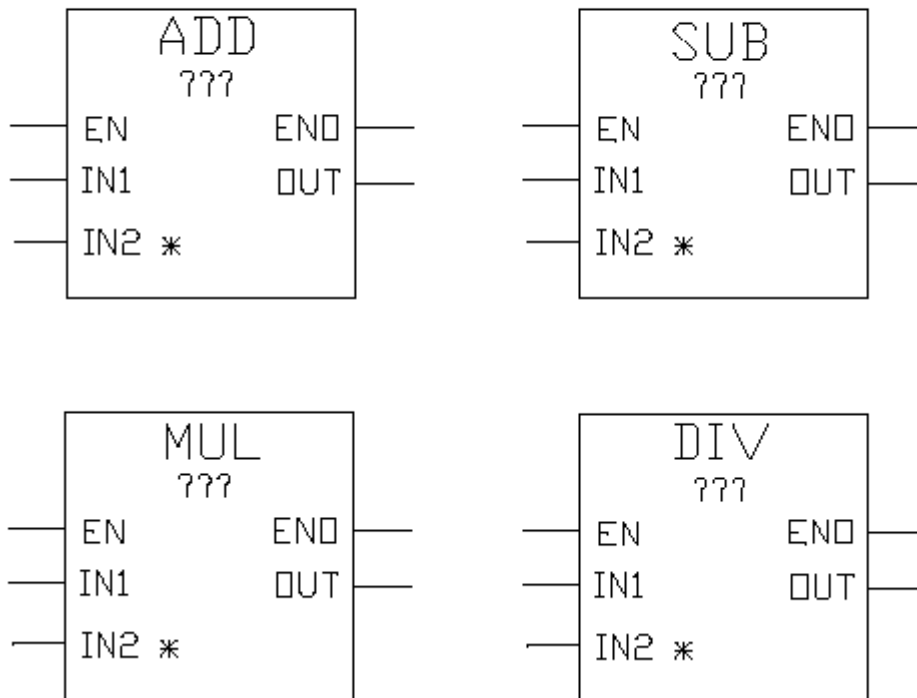 ADD
???
EN ENO
IN1 OUT
IN2 *
SUB
???
EN ENO
IN1 OUT
IN2 *
MUL
???
EN ENO
IN1 OUT
IN2 *
DIV
???
EN ENO
IN1 OUT
IN2 *